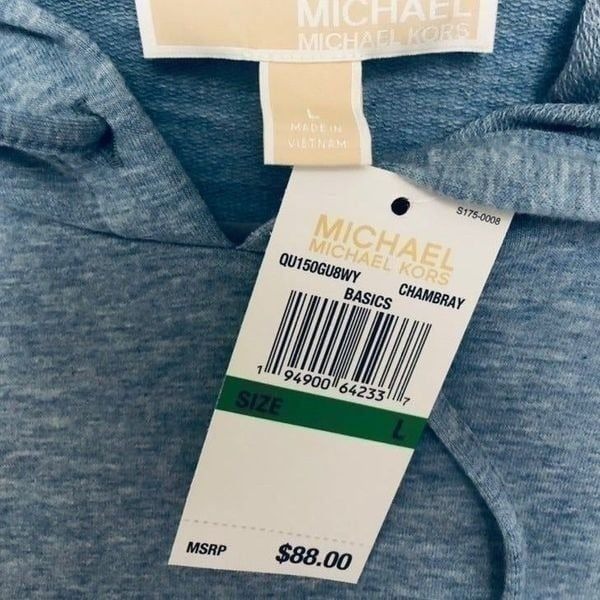 MICHAEL
MICHAEL KORS
L
MADE IN
VIETNAM
S175-0008
MICHAEL
MICHAEL KORS
QU150GU8WY CHAMBRAY
BASICS
1 94900 64233 7
SIZE L
MSRP $88.00